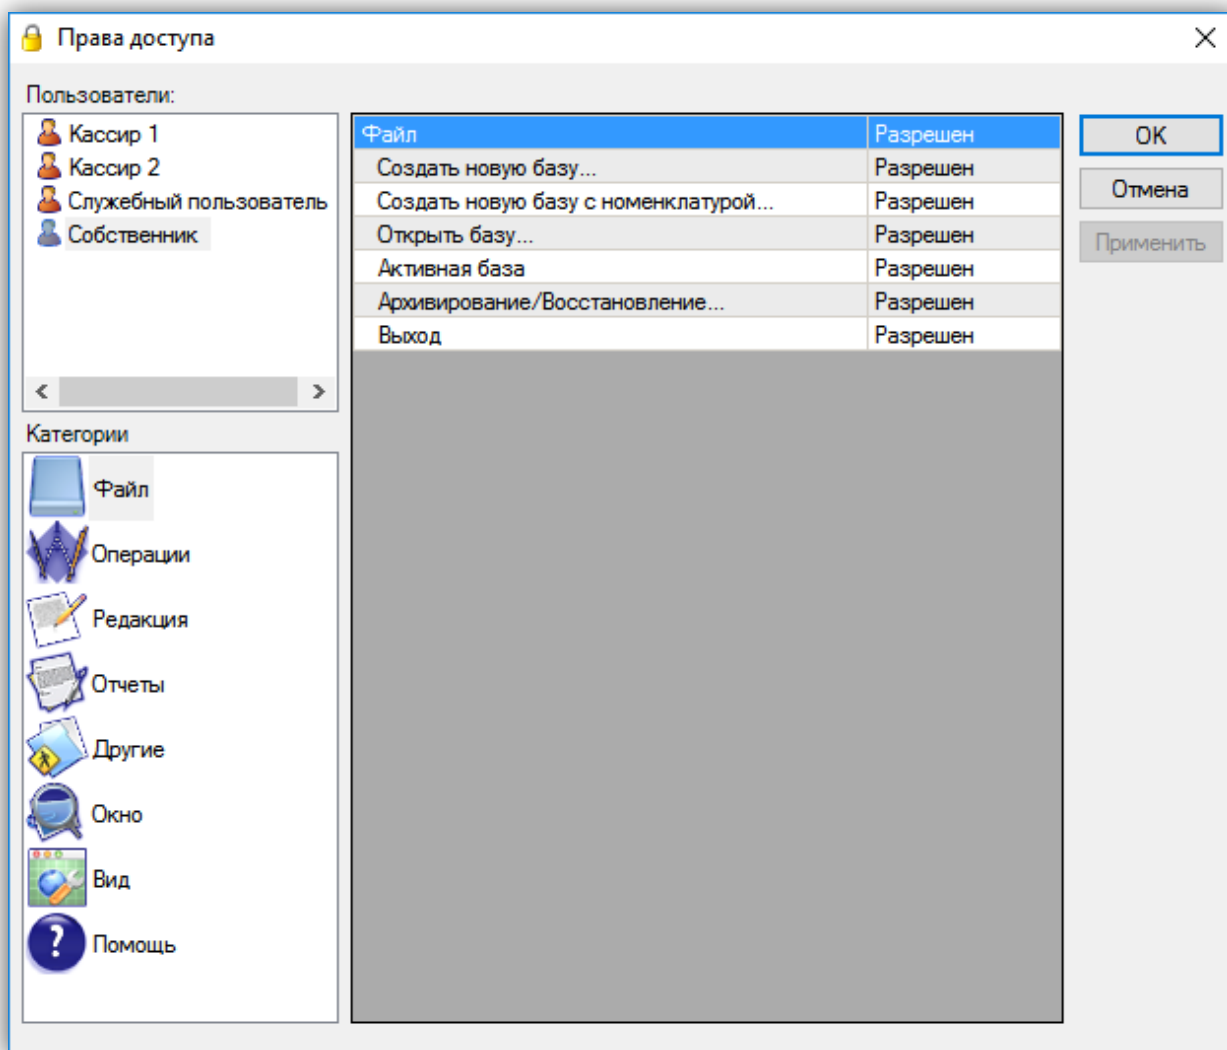 Права доступа
Пользователи:
Кассир 1
Кассир 2
Служебный пользователь
Собственник
Категории
Файл
Операции
Редакция
Отчеты
Другие
Окно
Вид
Помощь
Файл Разрешен
Создать новую базу... Разрешен
Создать новую базу с номенклатурой... Разрешен
Открыть базу... Разрешен
Активная база Разрешен
Архивирование/Восстановление... Разрешен
Выход Разрешен
OK
Отмена
Применить